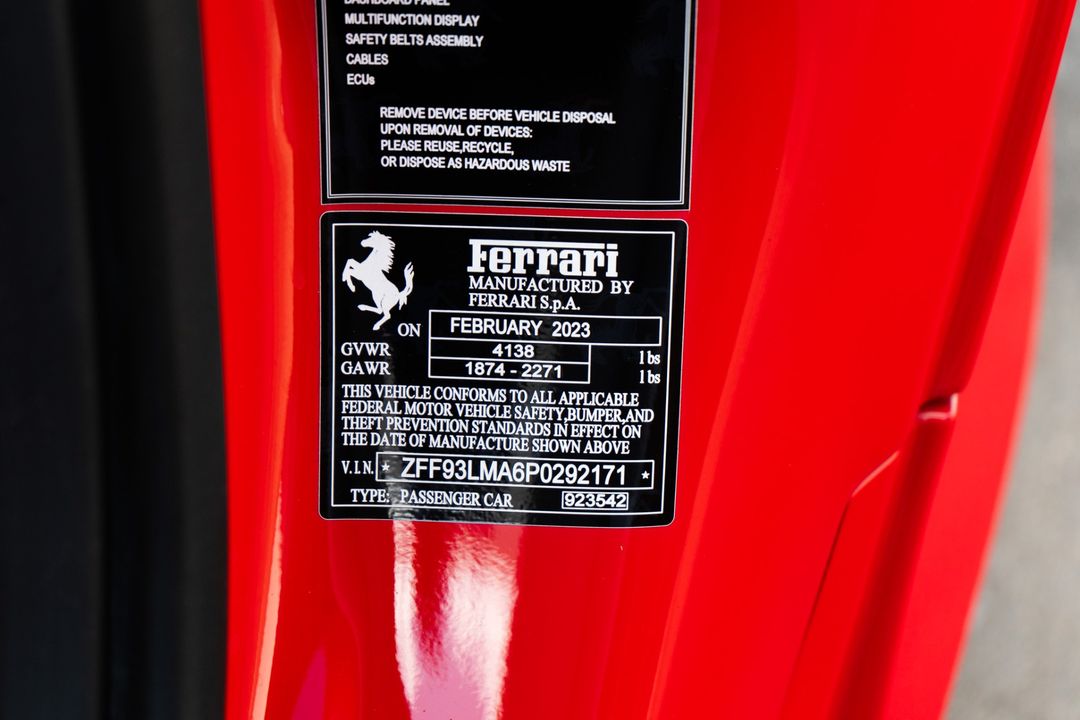 DASHBOARD PANEL
MULTIFUNCTION DISPLAY
SAFETY BELTS ASSEMBLY
CABLES
ECUs
REMOVE DEVICE BEFORE VEHICLE DISPOSAL
UPON REMOVAL OF DEVICES:
PLEASE REUSE,RECYCLE,
OR DISPOSE AS HAZARDOUS WASTE
Ferrari
MANUFACTURED BY
FERRARI S.p.A.
ON FEBRUARY 2023
GVWR 4138 lbs
GAWR 1874 - 2271 lbs
THIS VEHICLE CONFORMS TO ALL APPLICABLE
FEDERAL MOTOR VEHICLE SAFETY,BUMPER,AND
THEFT PREVENTION STANDARDS IN EFFECT ON
THE DATE OF MANUFACTURE SHOWN ABOVE
V.I.N. * ZFF93LMA6P0292171 *
TYPE: PASSENGER CAR 923542